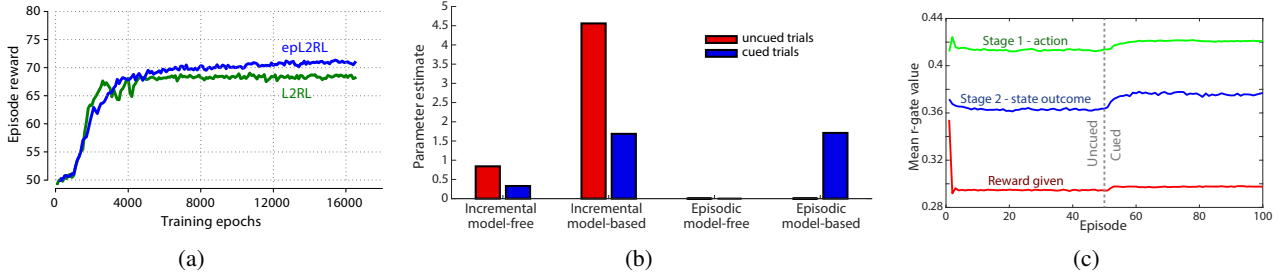 80
75
70
65
60
55
50
Episode reward
epL2RL
L2RL
0
4000
8000
12000
16000
Training epochs
(a)
5
4.5
4
3.5
3
2.5
2
1.5
1
0.5
0
Parameter estimate
uncued trials
cued trials
Incremental
model-free
Incremental
model-based
Episodic
model-free
Episodic
model-based
(b)
0.44
0.4
0.36
0.32
0.28
Mean r-gate value
Stage 1 - action
Stage 2 - state outcome
Reward given
Uncued
Cued
0
20
40
60
80
100
Episode
(c)